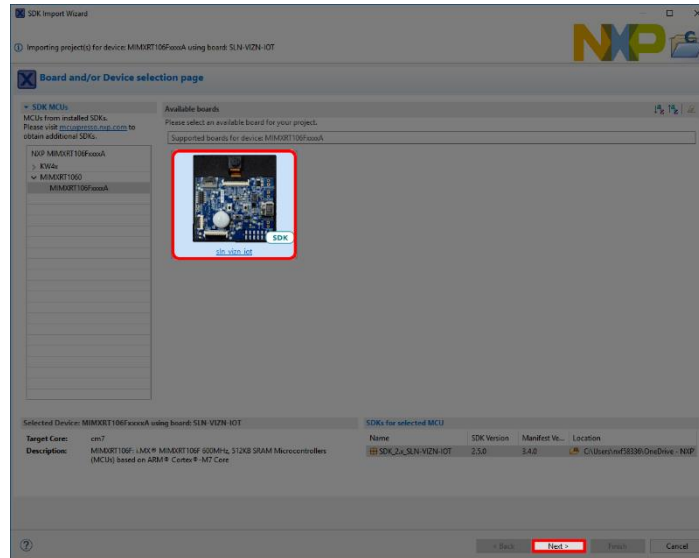 SDK Import Wizard
Importing project(s) for device: MIMXRT106FxxxxA using board: SLN-VIZN-IOT
NXP
Board and/or Device selection page
SDK MCUs
MCUs from installed SDKs.
Please visit mcuxpresso.nxp.com to
obtain additional SDKs.
NXP MIMXRT106FxxxxA
KW4x
MIMXRT1060
MIMXRT106FxxxxA
Available boards
Please select an available board for your project.
Supported boards for device: MIMXRT106FxxxxA
SDK
sln_vizn_iot
Selected Device: MIMXRT106FxxxxA using board: SLN-VIZN-IOT
Target Core: cm7
Description: MIMXRT106F: i.MX® MIMXRT106F 600MHz, 512KB SRAM Microcontrollers
(MCUs) based on ARM® Cortex®-M7 Core
SDKs for selected MCU
Name SDK Version Manifest Ve... Location
SDK_2.x_SLN-VIZN-IOT 2.5.0 3.4.0 C:\Users\nxf58336\OneDrive - NXP
? < Back Next > Finish Cancel